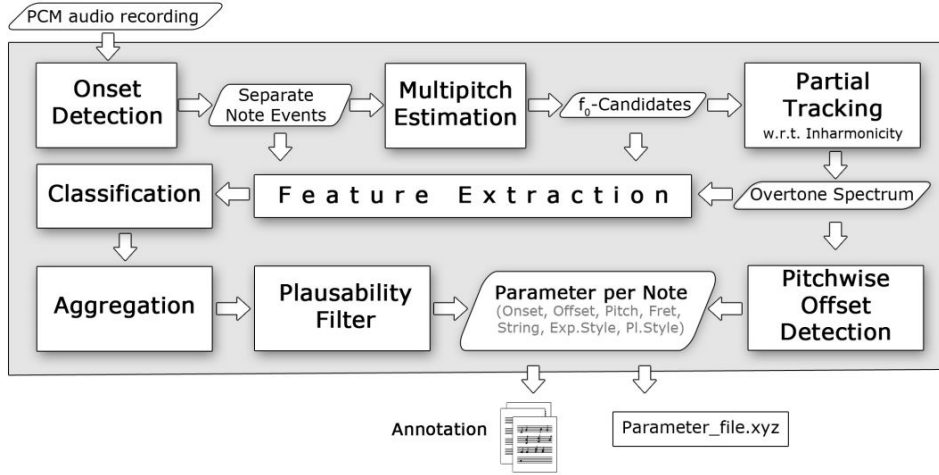 PCM audio recording
Onset
Detection
Separate
Note Events
Multipitch
Estimation
f0-Candidates
Partial
Tracking
w.r.t. Inharmonicity
Classification
Feature Extraction
Overtone Spectrum
Aggregation
Plausability
Filter
Parameter per Note
(Onset, Offset, Pitch, Fret,
String, Exp.Style, Pl.Style)
Pitchwise
Offset
Detection
Annotation
Parameter_file.xyz